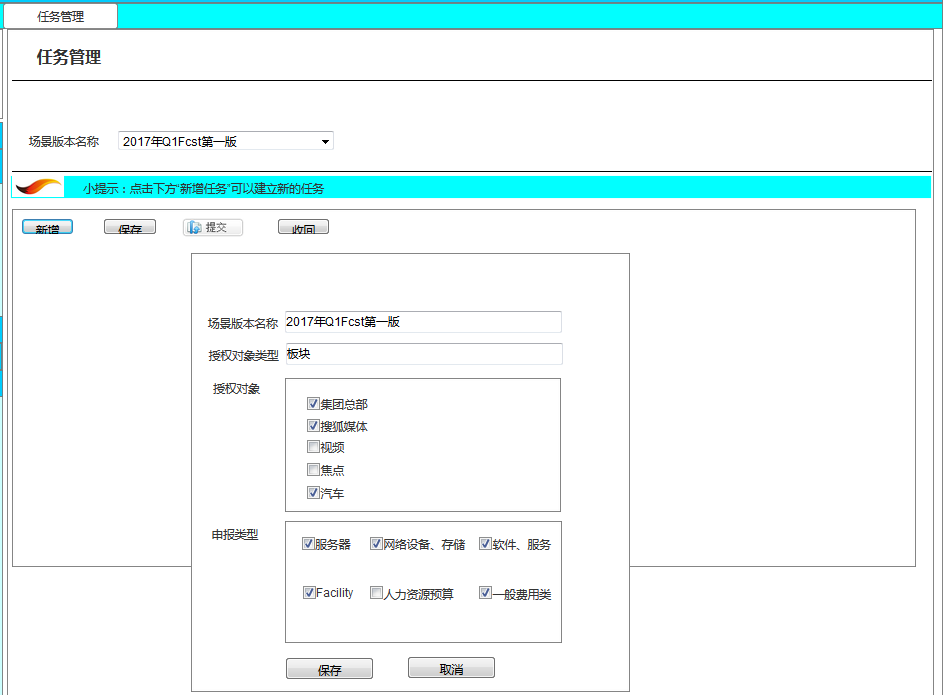 任务管理
任务管理
场景版本名称 2017年Q1Fcst第一版
小提示：点击下方“新增任务”可以建立新的任务
新增 保存 提交 收回
场景版本名称 2017年Q1Fcst第一版
授权对象类型 板块
授权对象
集团总部
搜狐媒体
视频
焦点
汽车
申报类型
服务器 网络设备、存储 软件、服务
Facility 人力资源预算 一般费用类
保存 取消